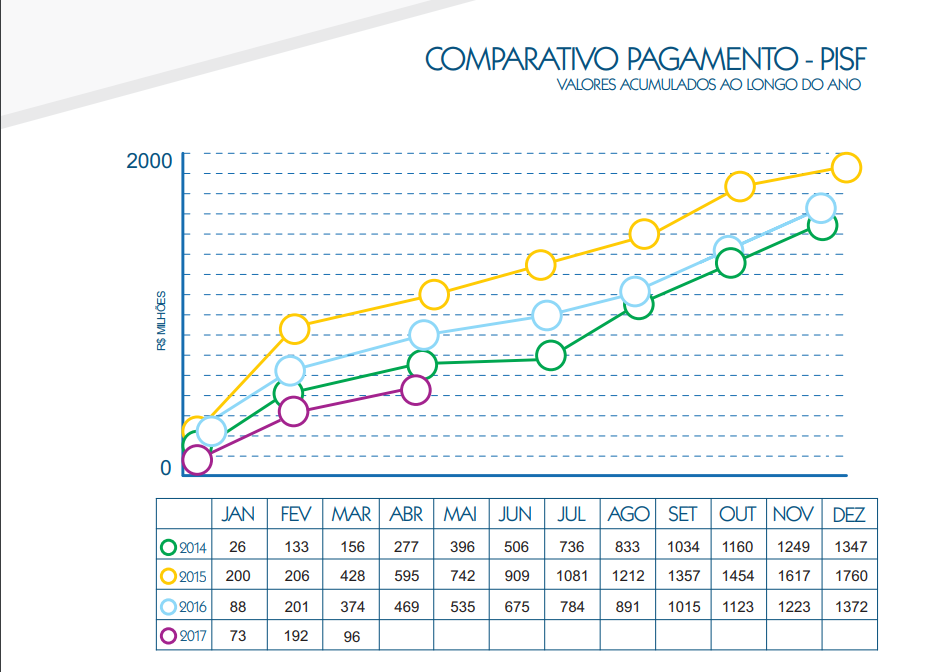 COMPARATIVO PAGAMENTO - PISF
VALORES ACUMULADOS AO LONGO DO ANO
2000
R$ MILHÕES
0
JAN FEV MAR ABR MAI JUN JUL AGO SET OUT NOV DEZ
2014 26 133 156 277 396 506 736 833 1034 1160 1249 1347
2015 200 206 428 595 742 909 1081 1212 1357 1454 1617 1760
2016 88 201 374 469 535 675 784 891 1015 1123 1223 1372
2017 73 192 96